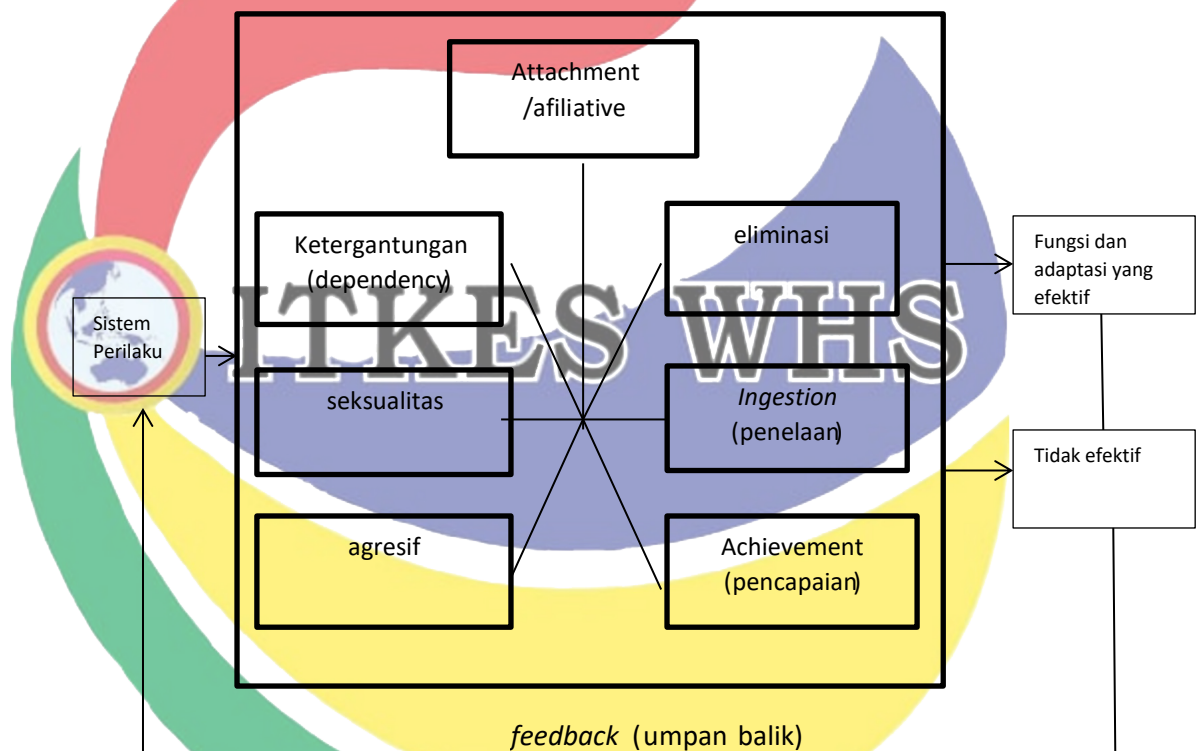 Attachment
/afiliative
Ketergantungan
(dependency)
eliminasi
Fungsi dan
adaptasi yang
efektif
Sistem
Perilaku
ITKES WHS
seksualitas
Ingestion
(penelaan)
Tidak efektif
agresif
Achievement
(pencapaian)
feedback (umpan balik)